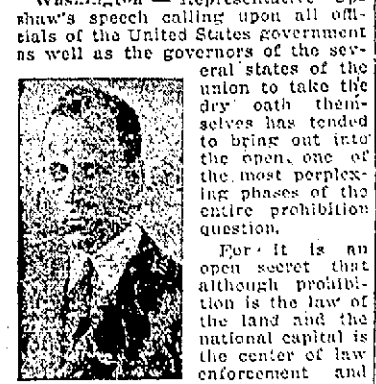 Washington — Representative Up-
shaw's speech calling upon all offi-
cials of the United States government
as well as the governors of the sev-
eral states of the
union to take the
dry oath them-
selves has tended
to bring out into
the open, one of
the most perplex-
ing phases of the
entire prohibition
question.
For it is an
open secret that
although prohibi-
tion is the law of
the land and the
national capital is
the center of law
enforcement and